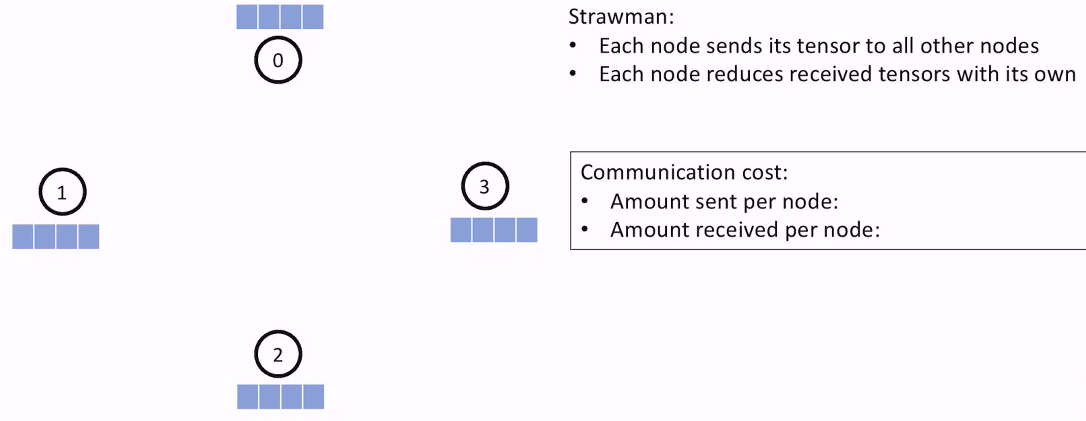 0
Strawman:
• Each node sends its tensor to all other nodes
• Each node reduces received tensors with its own
1
3
Communication cost:
• Amount sent per node:
• Amount received per node:
2